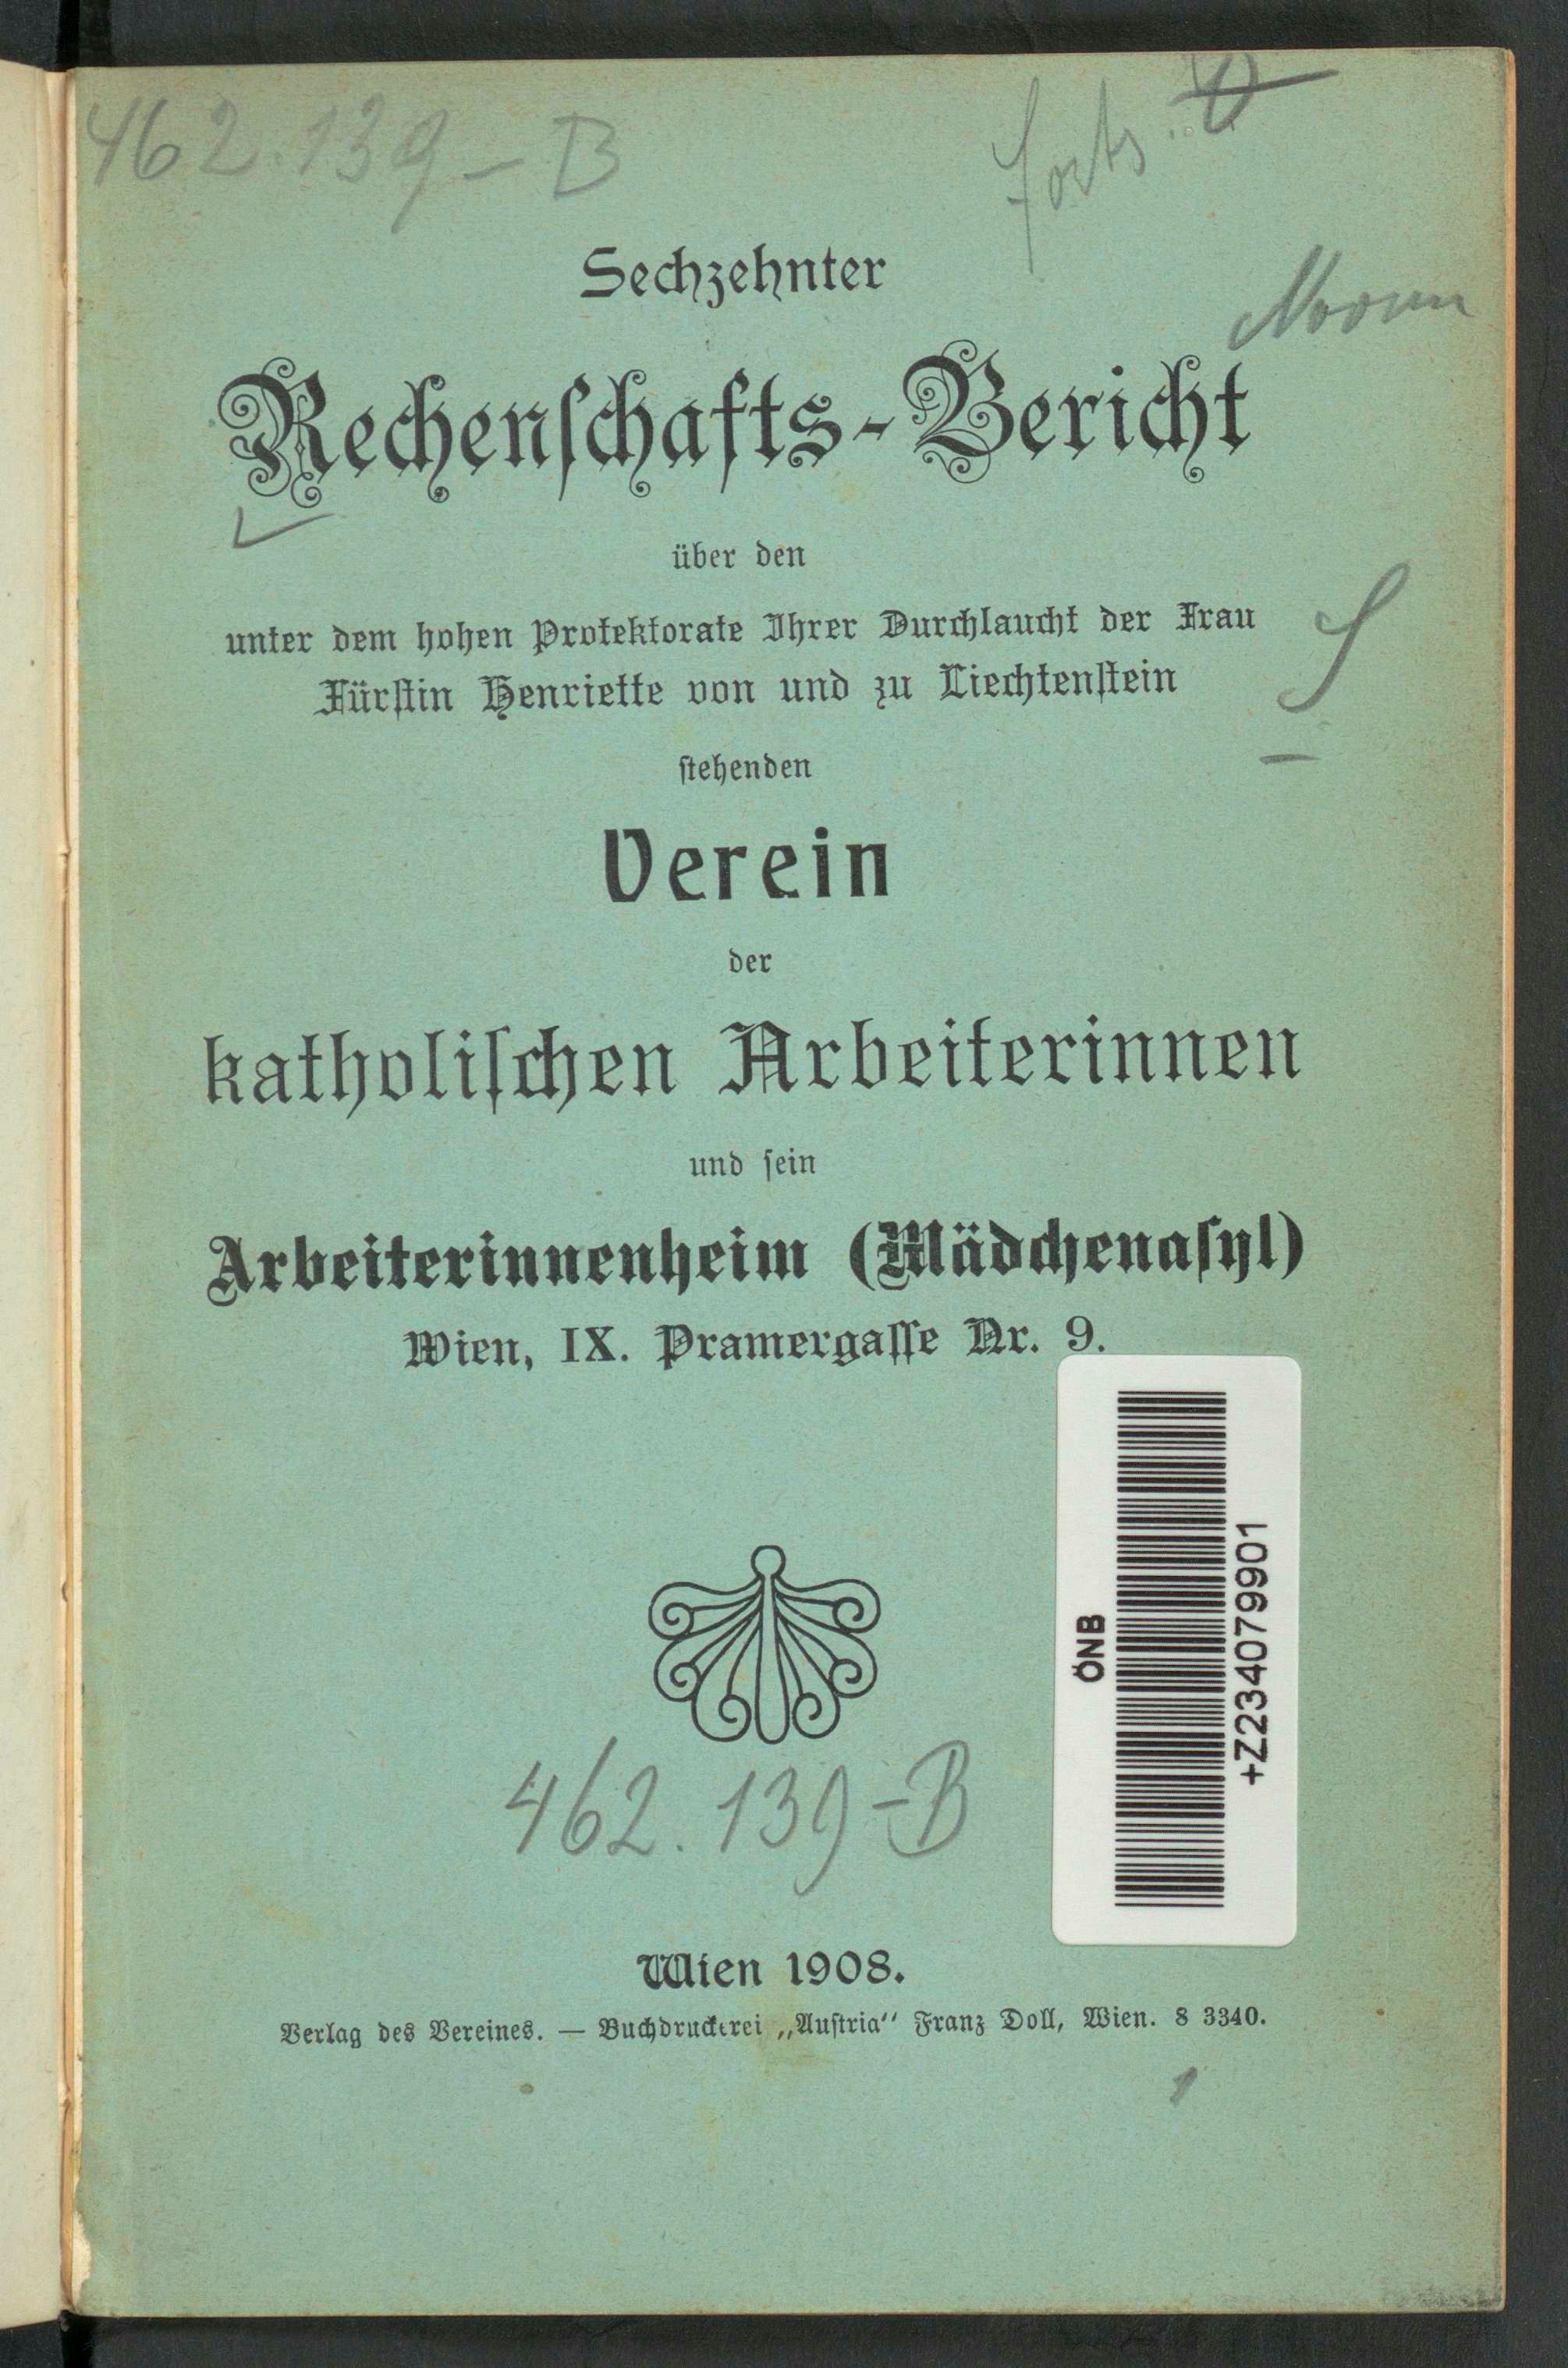 462.139-B
Forts.
Sechzehnter
Rechenſchafts-Bericht
über den
unter dem hohen Protektorate Ihrer Durchlaucht der Frau
Fürſtin Henriette von und zu Liechtenſtein
ſtehenden
Verein
der
katholiſchen Arbeiterinnen
und ſein
Arbeiterinnenheim (Mädchenaſyl)
Wien, IX. Pramergaſſe Nr. 9.
ÖNB
+Z234079901
462.139-B
Wien 1908.
Verlag des Vereines. — Buchdruckerei „Auſtria“ Franz Doll, Wien. 8 3340.
1